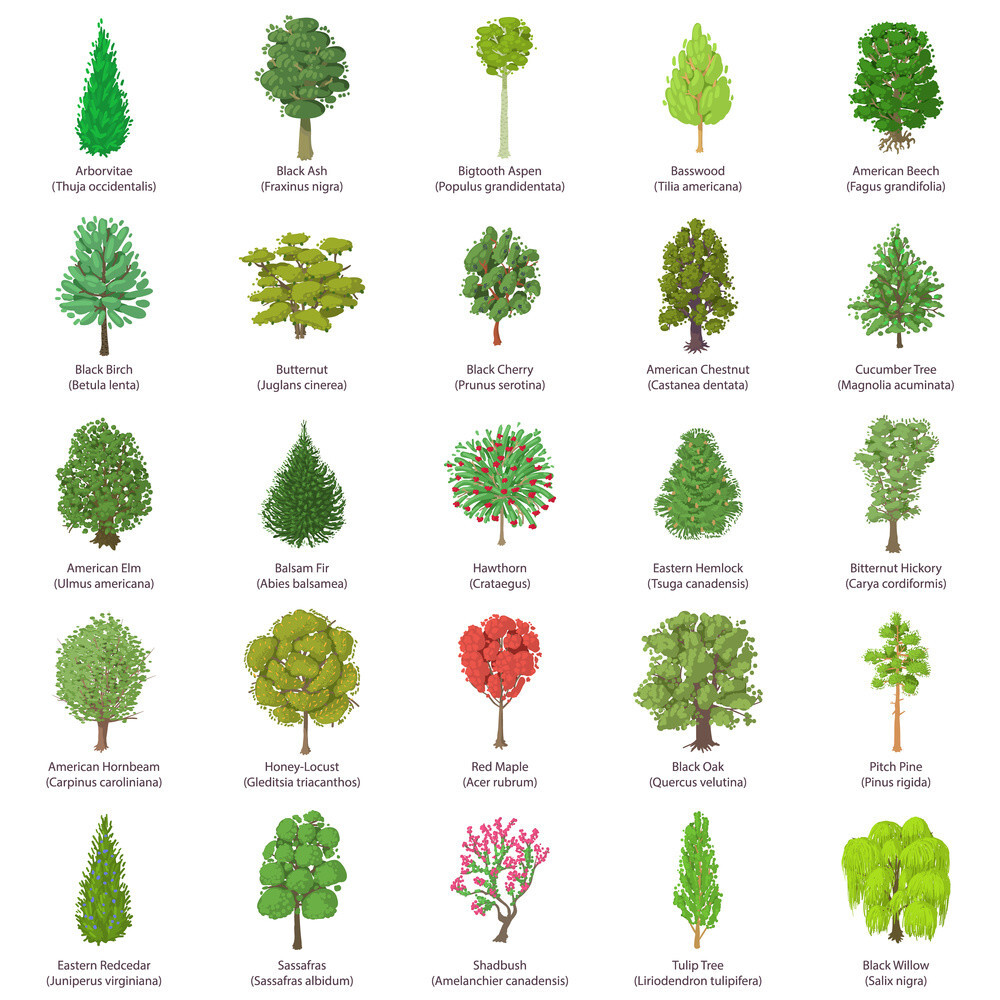 Arborvitae
(Thuja occidentalis)
Black Ash
(Fraxinus nigra)
Bigtooth Aspen
(Populus grandidentata)
Basswood
(Tilia americana)
American Beech
(Fagus grandifolia)
Black Birch
(Betula lenta)
Butternut
(Juglans cinerea)
Black Cherry
(Prunus serotina)
American Chestnut
(Castanea dentata)
Cucumber Tree
(Magnolia acuminata)
American Elm
(Ulmus americana)
Balsam Fir
(Abies balsamea)
Hawthorn
(Crataegus)
Eastern Hemlock
(Tsuga canadensis)
Bitternut Hickory
(Carya cordiformis)
American Hornbeam
(Carpinus caroliniana)
Honey-Locust
(Gleditsia triacanthos)
Red Maple
(Acer rubrum)
Black Oak
(Quercus velutina)
Pitch Pine
(Pinus rigida)
Eastern Redcedar
(Juniperus virginiana)
Sassafras
(Sassafras albidum)
Shadbush
(Amelanchier canadensis)
Tulip Tree
(Liriodendron tulipifera)
Black Willow
(Salix nigra)